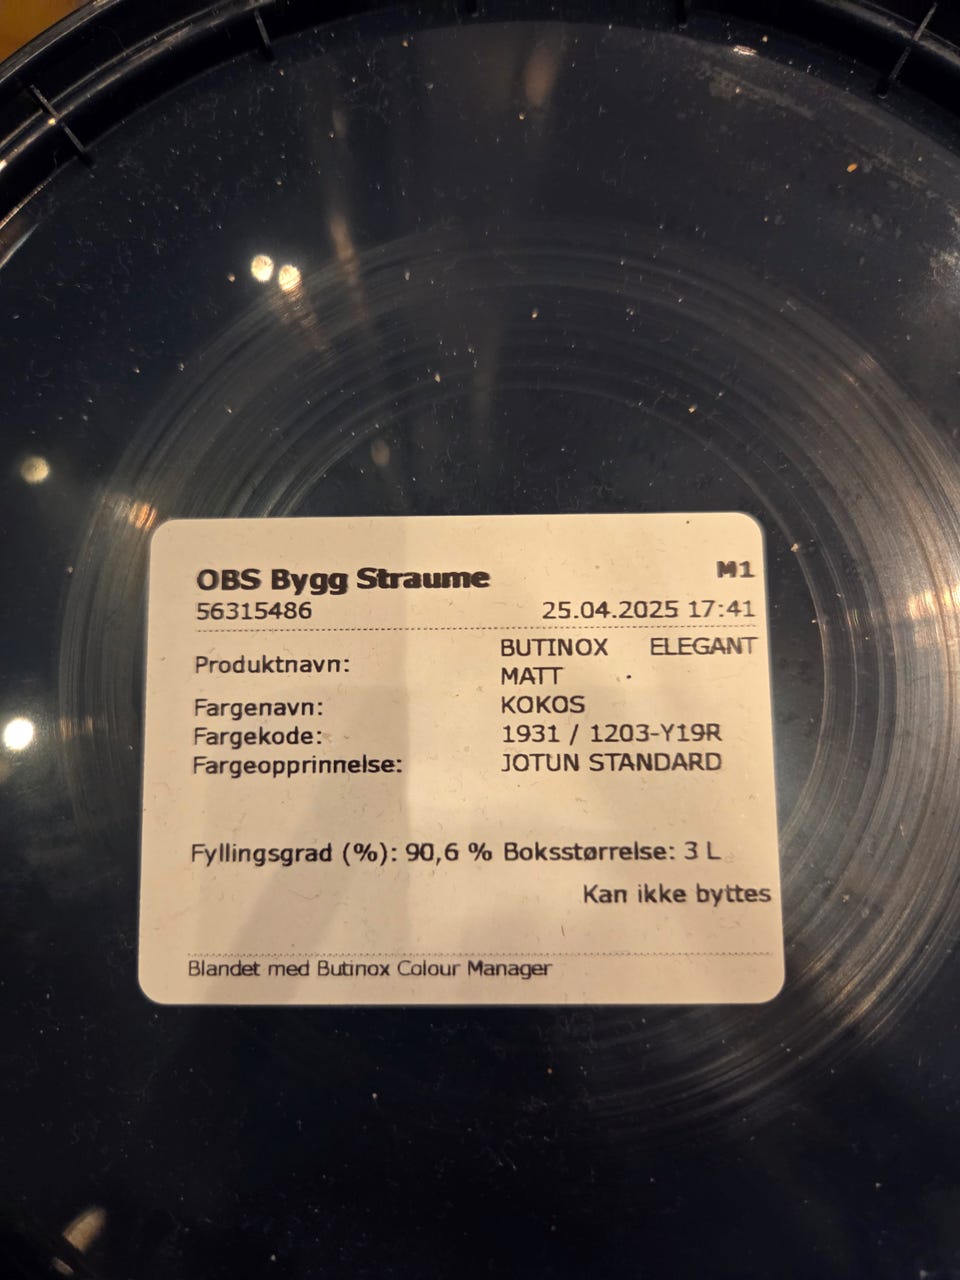 OBS Bygg Straume M1
56315486 25.04.2025 17:41
Produktnavn: BUTINOX ELEGANT
MATT
Fargenavn: KOKOS
Fargekode: 1931 / 1203-Y19R
Fargeopprinnelse: JOTUN STANDARD
Fyllingsgrad (%): 90,6 % Boksstørrelse: 3 L
Kan ikke byttes
Blandet med Butinox Colour Manager